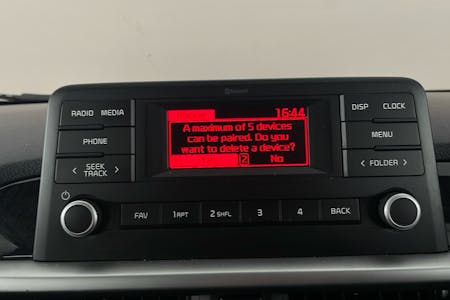 Bluetooth
RADIO MEDIA
PHONE
SEEK
TRACK
16:44
A maximum of 5 devices
can be paired. Do you
want to delete a device?
2 No
DISP CLOCK
MENU
FOLDER
FAV 1 RPT 2 SHFL 3 4 BACK